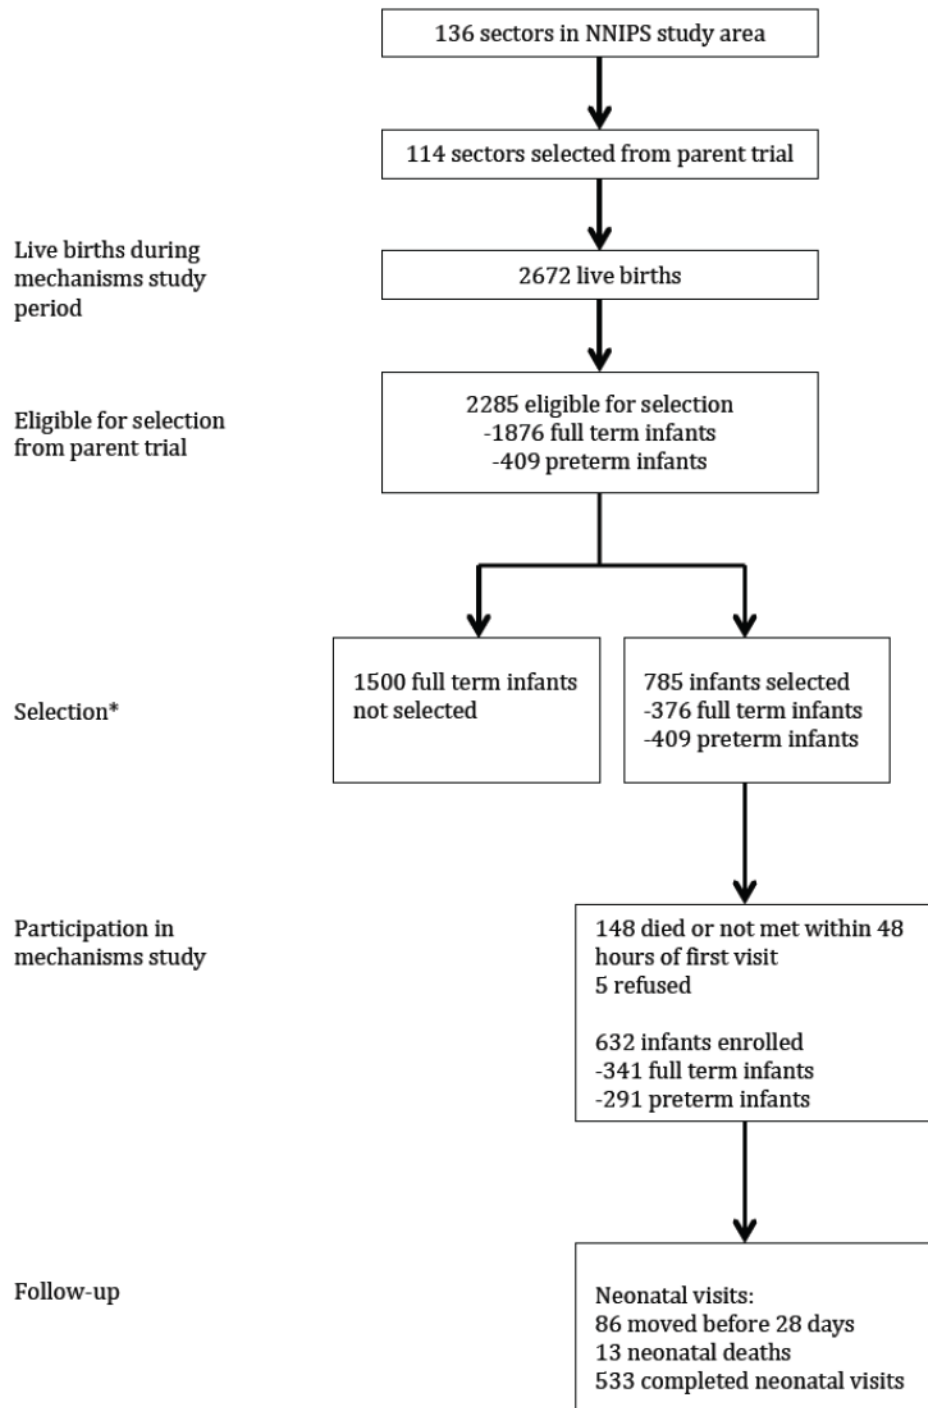 136 sectors in NNIPS study area
114 sectors selected from parent trial
Live births during
mechanisms study
period
2672 live births
Eligible for selection
from parent trial
2285 eligible for selection
-1876 full term infants
-409 preterm infants
Selection*
1500 full term infants
not selected
785 infants selected
-376 full term infants
-409 preterm infants
Participation in
mechanisms study
148 died or not met within 48
hours of first visit
5 refused
632 infants enrolled
-341 full term infants
-291 preterm infants
Follow-up
Neonatal visits:
86 moved before 28 days
13 neonatal deaths
533 completed neonatal visits